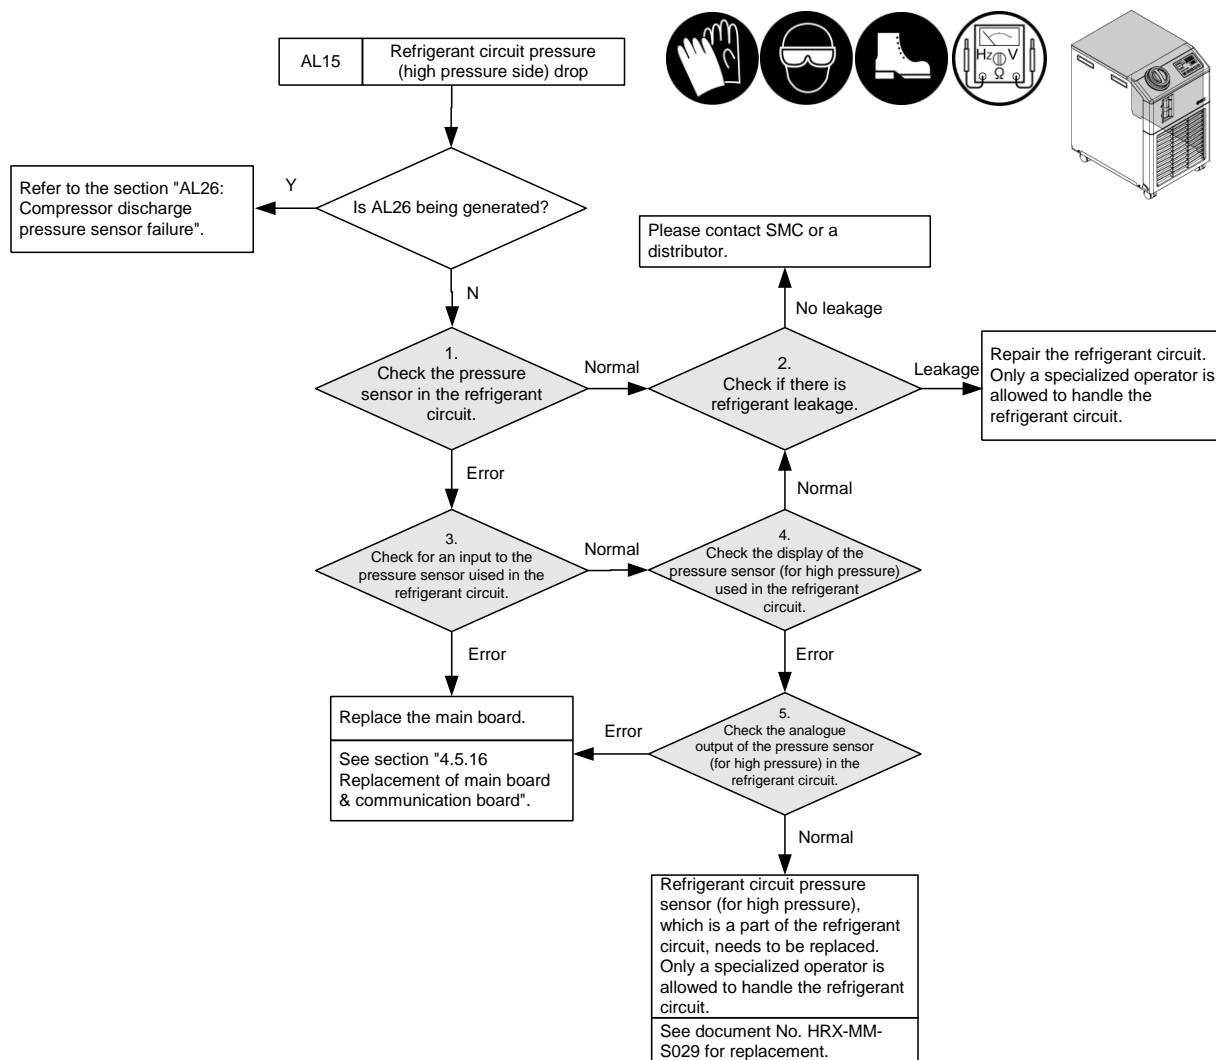 AL15
Refrigerant circuit pressure
(high pressure side) drop
Hz V
Ω
Is AL26 being generated?
Y
Refer to the section "AL26:
Compressor discharge
pressure sensor failure".
N
1.
Check the pressure
sensor in the refrigerant
circuit.
Normal
2.
Check if there is
refrigerant leakage.
No leakage
Please contact SMC or a
distributor.
Leakage
Repair the refrigerant circuit.
Only a specialized operator is
allowed to handle the
refrigerant circuit.
Error
3.
Check for an input to the
pressure sensor uised in the
refrigerant circuit.
Normal
4.
Check the display of the
pressure sensor (for high pressure)
used in the refrigerant
circuit.
Normal
Error
Replace the main board.
See section "4.5.16
Replacement of main board
& communication board".
Error
5.
Check the analogue
output of the pressure sensor
(for high pressure) in the
refrigerant circuit.
Error
Normal
Refrigerant circuit pressure
sensor (for high pressure),
which is a part of the refrigerant
circuit, needs to be replaced.
Only a specialized operator is
allowed to handle the refrigerant
circuit.
See document No. HRX-MM-
S029 for replacement.